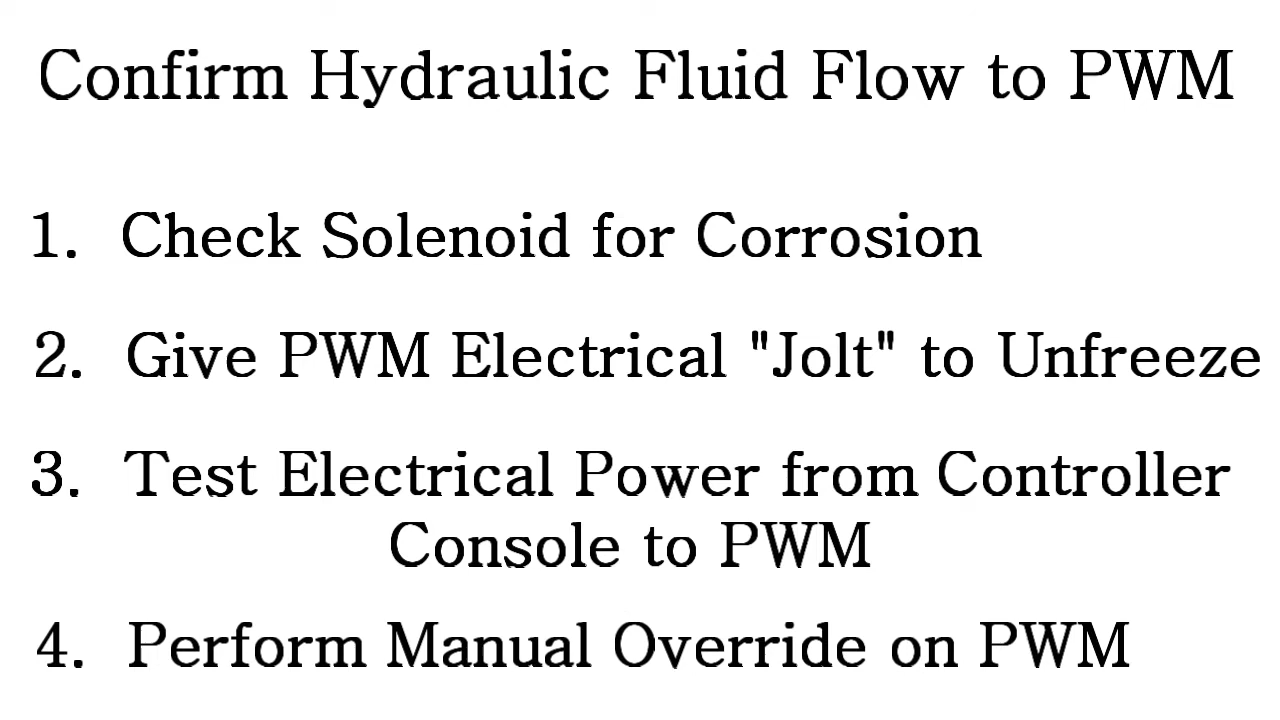 Confirm Hydraulic Fluid Flow to PWM
1. Check Solenoid for Corrosion
2. Give PWM Electrical "Jolt" to Unfreeze
3. Test Electrical Power from Controller
Console to PWM
4. Perform Manual Override on PWM